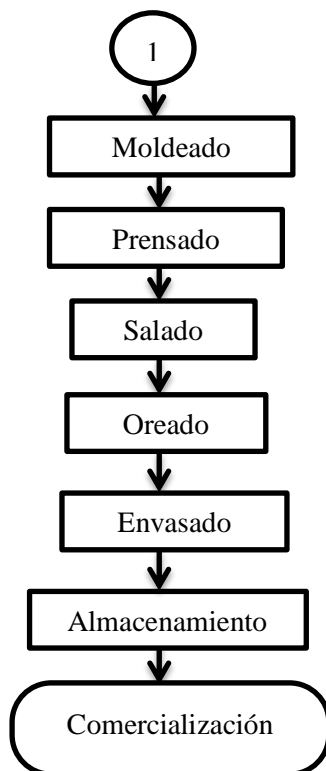 1
Moldeado
Prensado
Salado
Oreado
Envasado
Almacenamiento
Comercialización